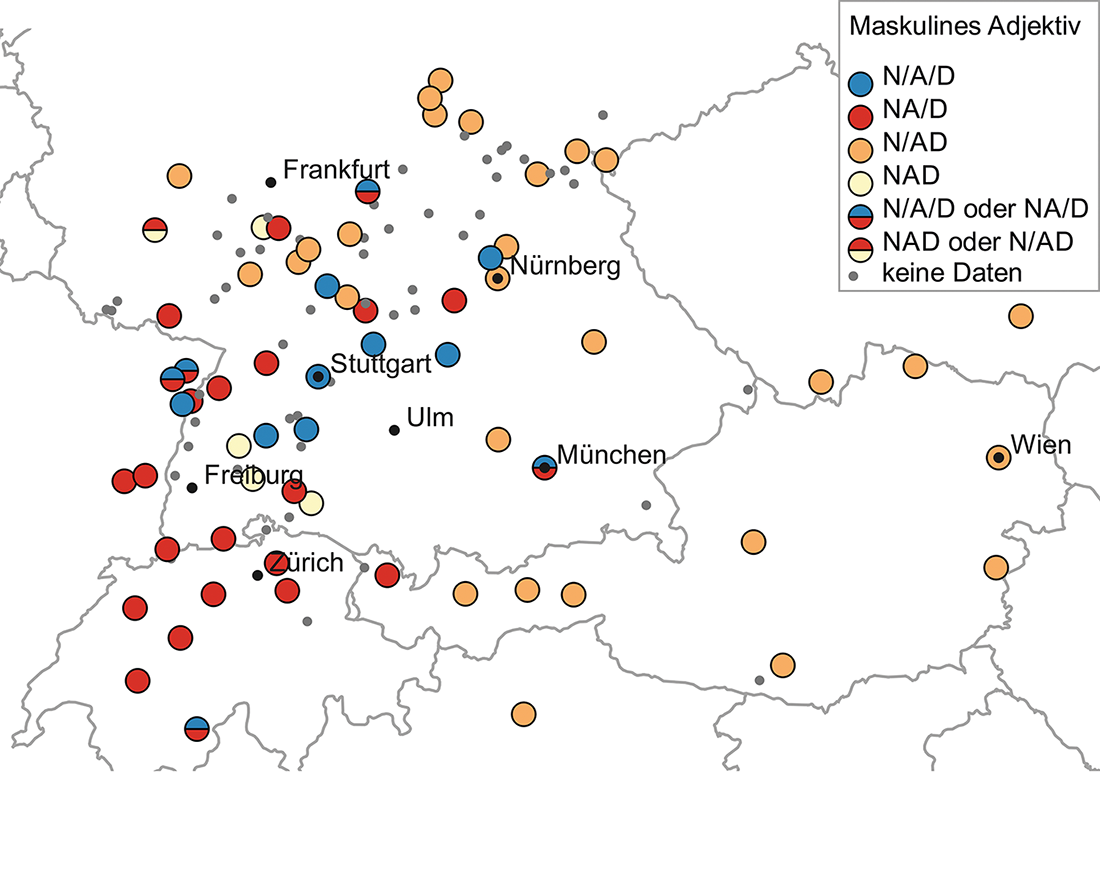 Maskulines Adjektiv
N/A/D
NA/D
N/AD
NAD
N/A/D oder NA/D
NAD oder N/AD
keine Daten
Frankfurt
Nürnberg
Stuttgart
Ulm
München
Wien
Freiburg
Zürich